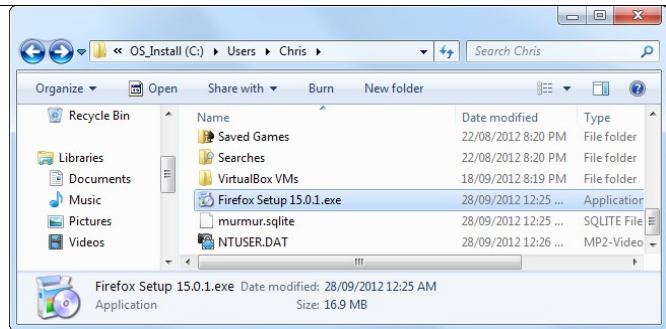 « OS_Install (C:) ▸ Users ▸ Chris ▸ Search Chris
Organize Open Share with Burn New folder
Recycle Bin
Libraries
Documents
Music
Pictures
Videos
Name Date modified Type
Saved Games 22/08/2012 8:20 PM File folder
Searches 22/08/2012 8:20 PM File folder
VirtualBox VMs 18/09/2012 8:19 PM File folder
Firefox Setup 15.0.1.exe 28/09/2012 12:25 ... Application
murmur.sqlite 28/09/2012 12:25 ... SQLITE File
NTUSER.DAT 28/09/2012 12:26 ... MP2-Video
Firefox Setup 15.0.1.exe Date modified: 28/09/2012 12:25 AM
Application Size: 16.9 MB